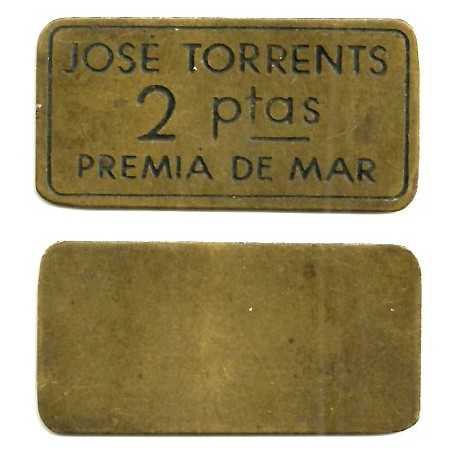 JOSE TORRENTS
2 ptas
PREMIA DE MAR